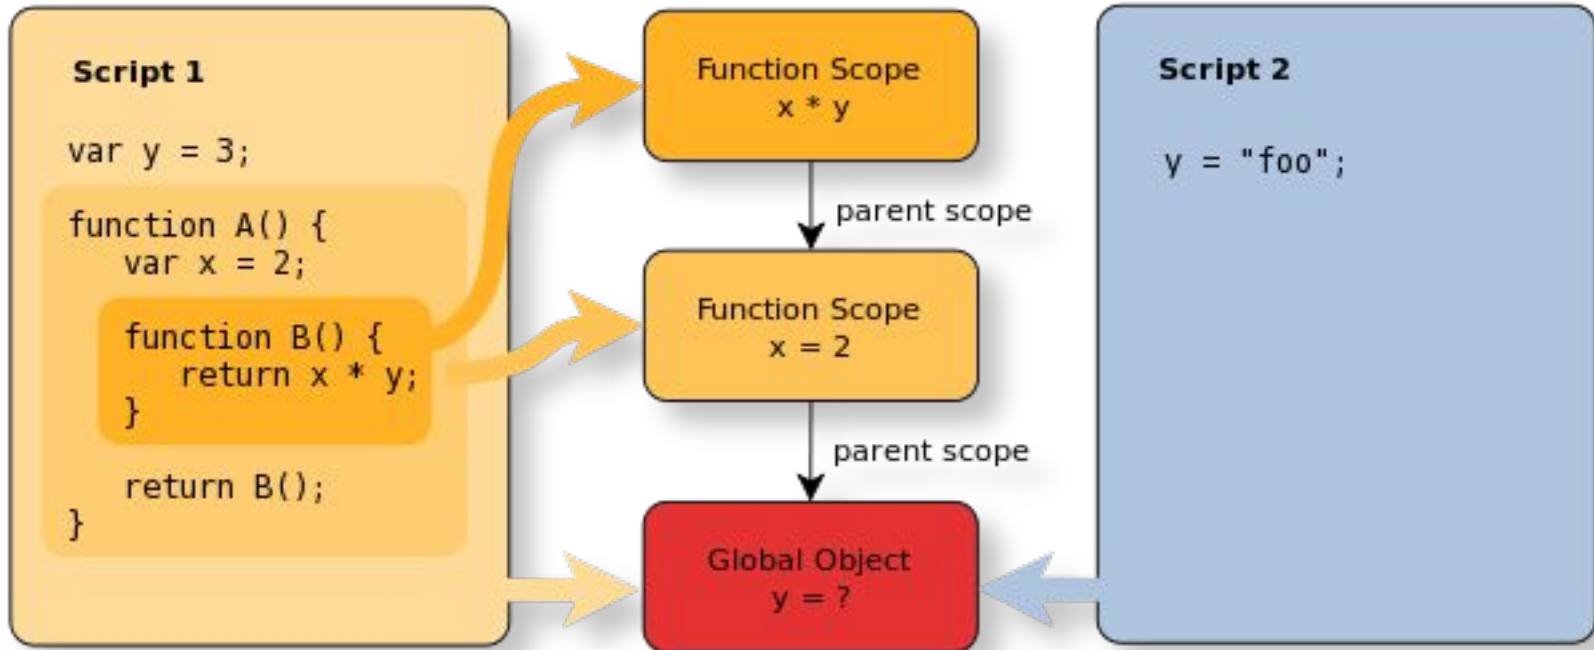 Script 1
var y = 3;
function A() {
var x = 2;
function B() {
return x * y;
}
return B();
}
Function Scope
x * y
parent scope
Function Scope
x = 2
parent scope
Global Object
y = ?
Script 2
y = "foo";